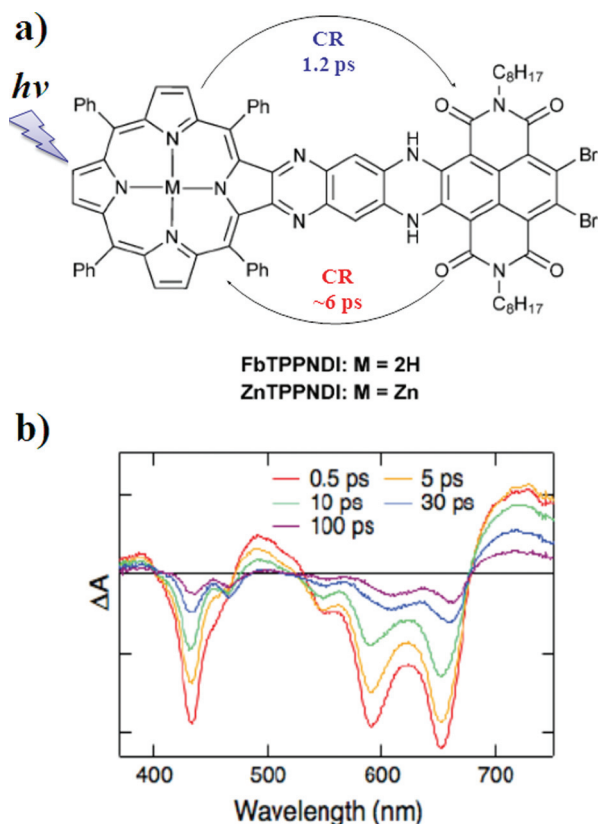 a)
hν
CR
1.2 ps
C8H17
Ph
Ph
O
N
O
N
N
H
N
Br
N
M
N
N
N
N
H
Br
Ph
Ph
O
N
O
CR
~6 ps
C8H17
FbTPPNDI: M = 2H
ZnTPPNDI: M = Zn
b)
0.5 ps
5 ps
10 ps
30 ps
100 ps
ΔA
400
500
600
700
Wavelength (nm)